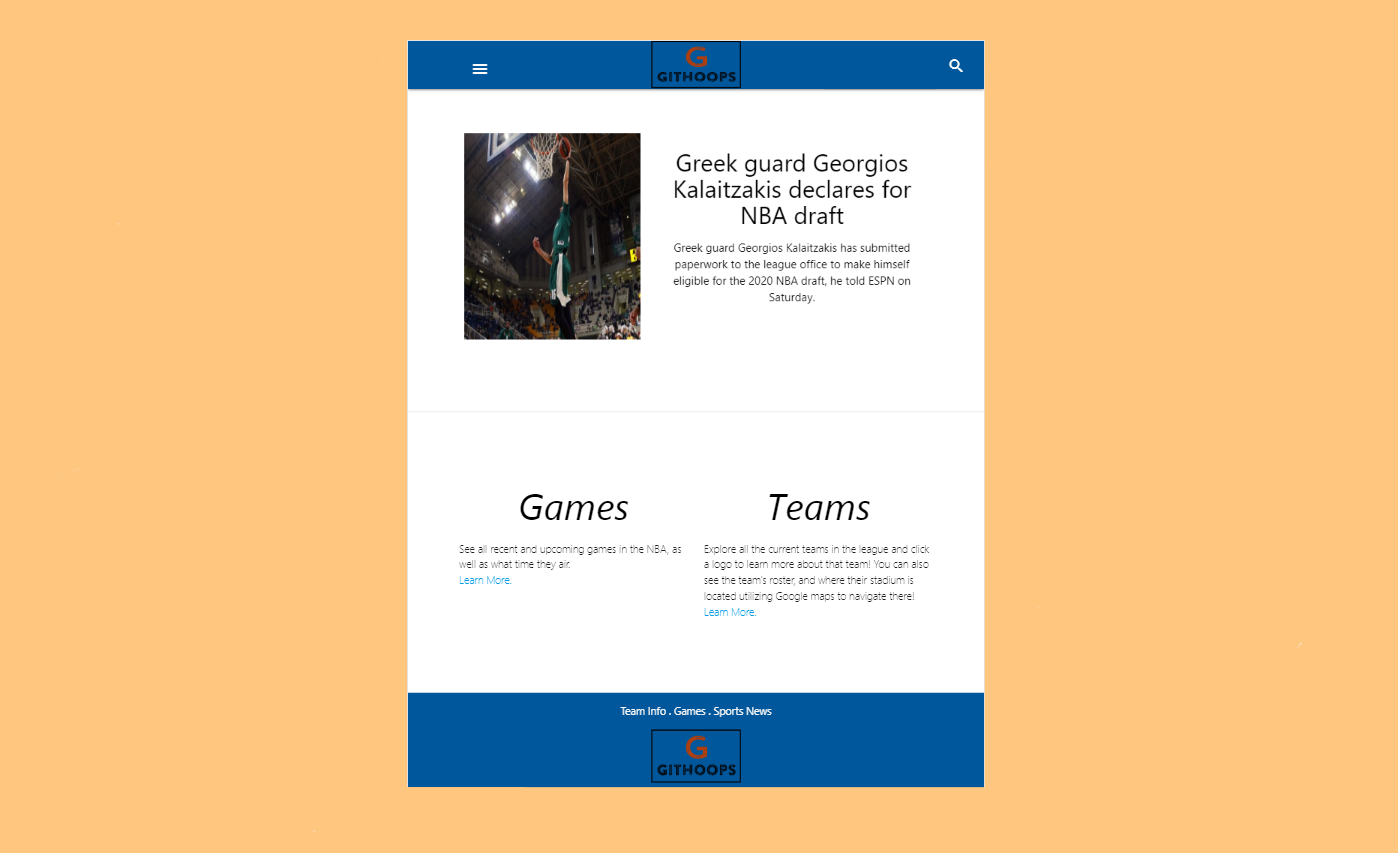 G
GITHOOPS
Greek guard Georgios
Kalaitzakis declares for
NBA draft
Greek guard Georgios Kalaitzakis has submitted
paperwork to the league office to make himself
eligible for the 2020 NBA draft, he told ESPN on
Saturday.
Games
See all recent and upcoming games in the NBA, as
well as what time they air.
Learn More.
Teams
Explore all the current teams in the league and click
a logo to learn more about that team! You can also
see the team's roster, and where their stadium is
located utilizing Google maps to navigate there!
Learn More.
Team Info . Games . Sports News
G
GITHOOPS